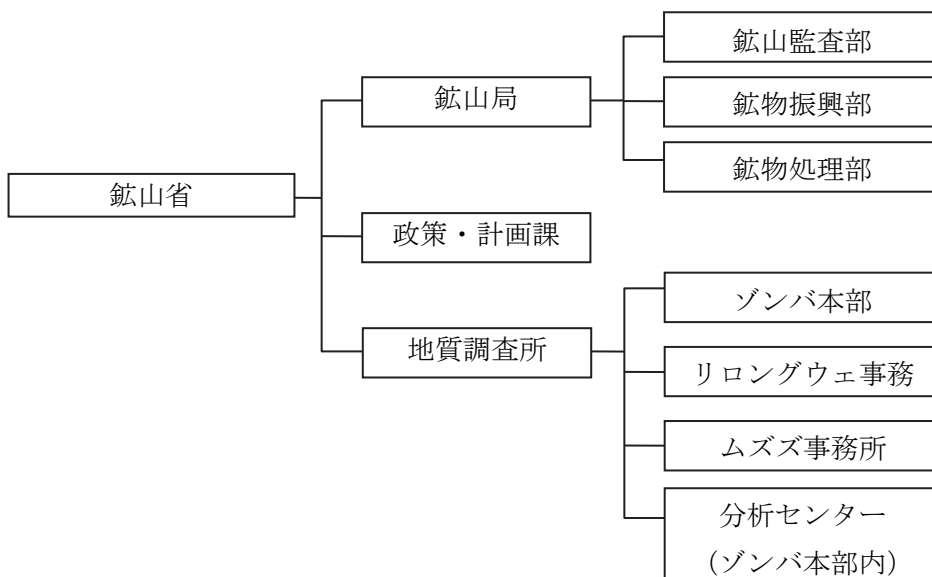 鉱山省
鉱山局
鉱山監査部
鉱物振興部
鉱物処理部
政策・計画課
地質調査所
ゾンバ本部
リロングウェ事務
ムズズ事務所
分析センター
（ゾンバ本部内）